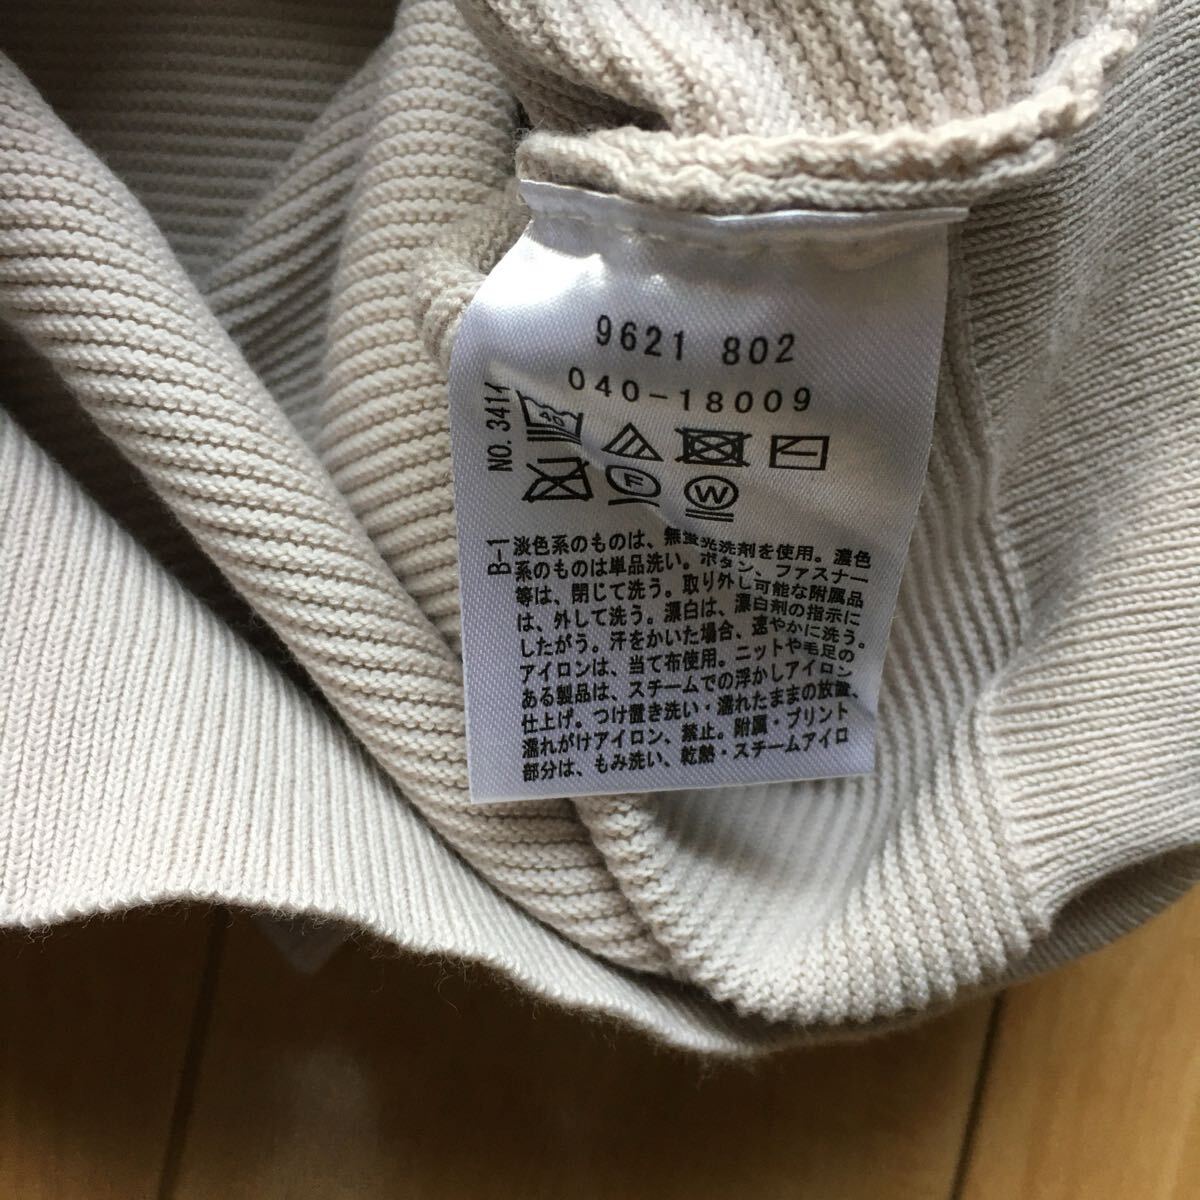 9621 802
040-18009
NO. 341イ
F
W
B-1
淡色系のものは、無蛍光洗剤を使用。濃色
系のものは単品洗い。ボタン、ファスナー
等は、閉じて洗う。取り外し可能な附属品
は、外して洗う。漂白は、漂白剤の指示に
したがう。汗をかいた場合、速やかに洗う。
アイロンは、当て布使用。ニットや毛足の
ある製品は、スチームでの浮かしアイロン
仕上げ。つけ置き洗い・濡れたままの放置、
濡れがけアイロン、禁止。附属・プリント
部分は、もみ洗い、乾熱・スチームアイロ